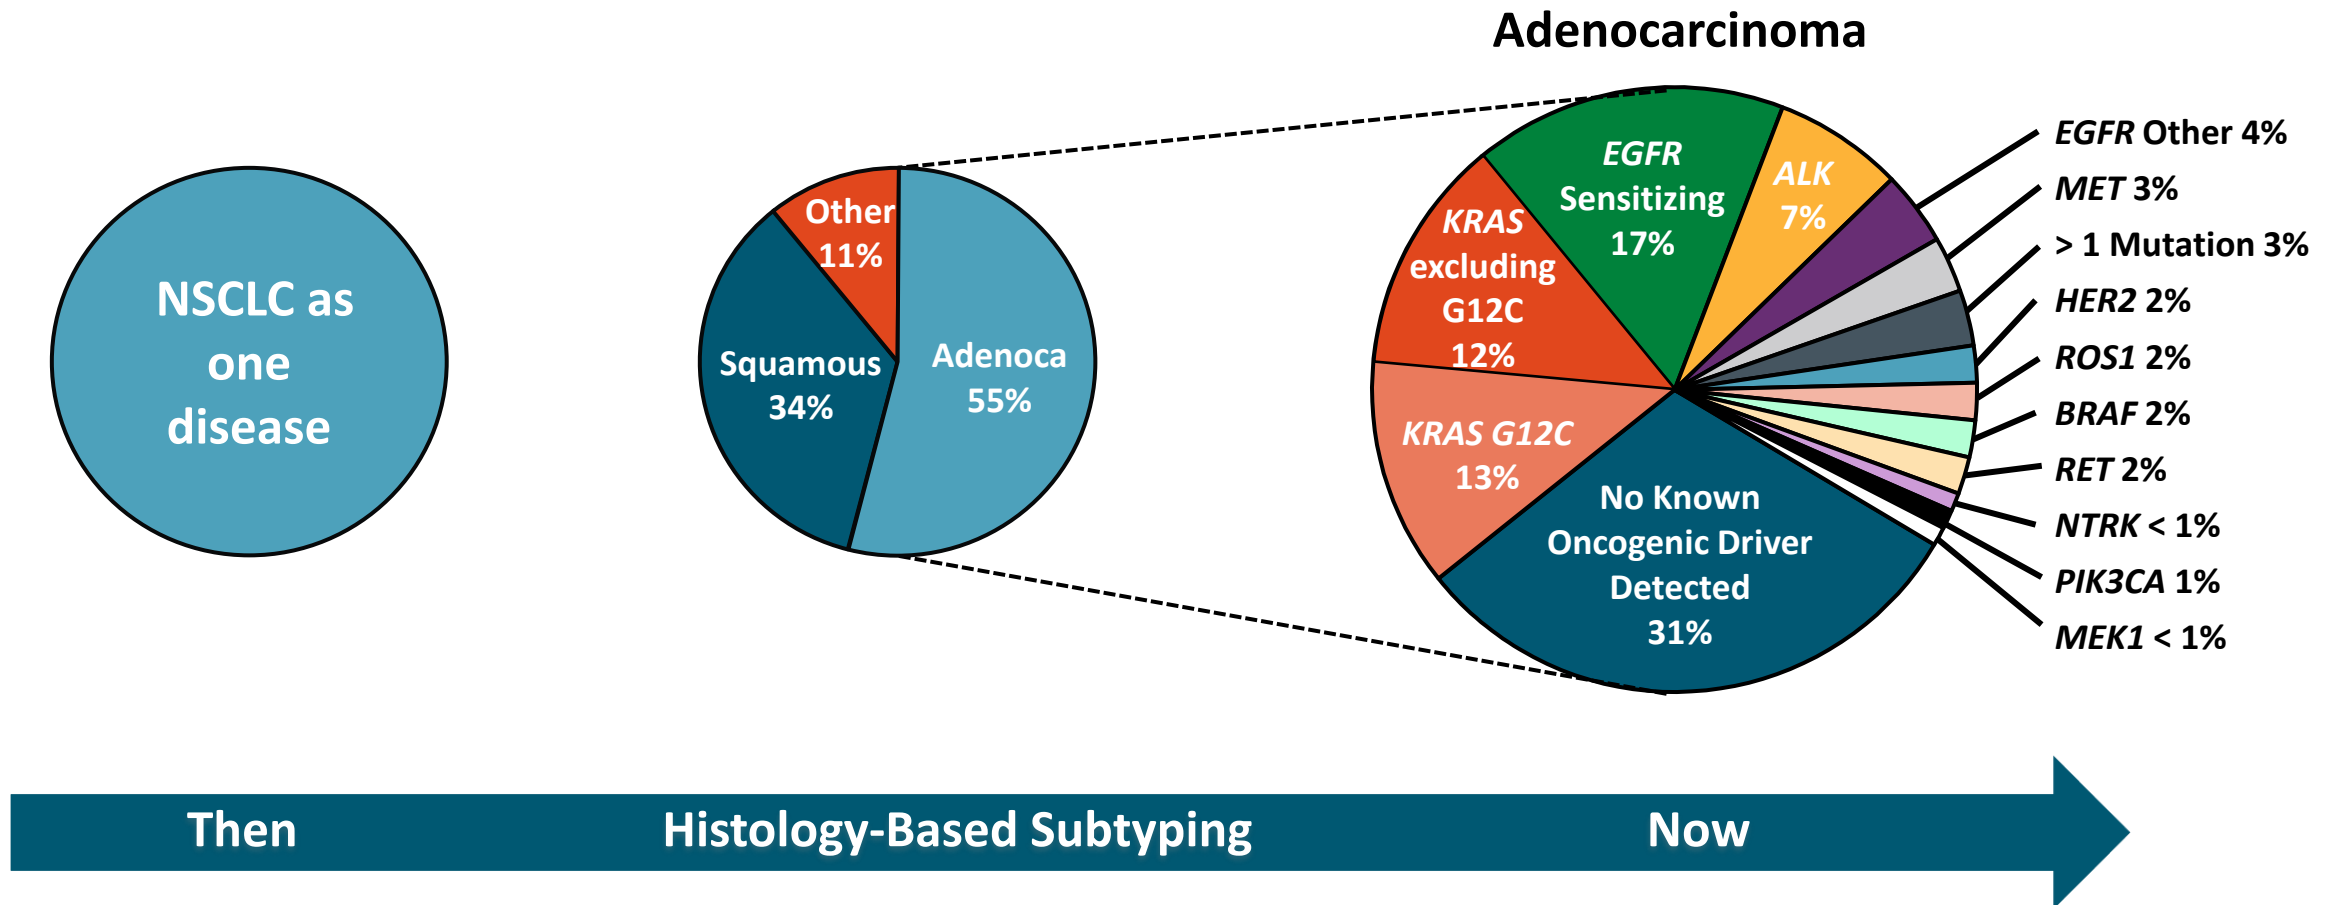 Adenocarcinoma
NSCLC as
one
disease
Other
11%
Squamous
34%
Adenoca
55%
EGFR
Sensitizing
17%
ALK
7%
KRAS
excluding
G12C
12%
KRAS G12C
13%
No Known
Oncogenic Driver
Detected
31%
EGFR Other 4%
MET 3%
> 1 Mutation 3%
HER2 2%
ROS1 2%
BRAF 2%
RET 2%
NTRK < 1%
PIK3CA 1%
MEK1 < 1%
Then
Histology-Based Subtyping
Now